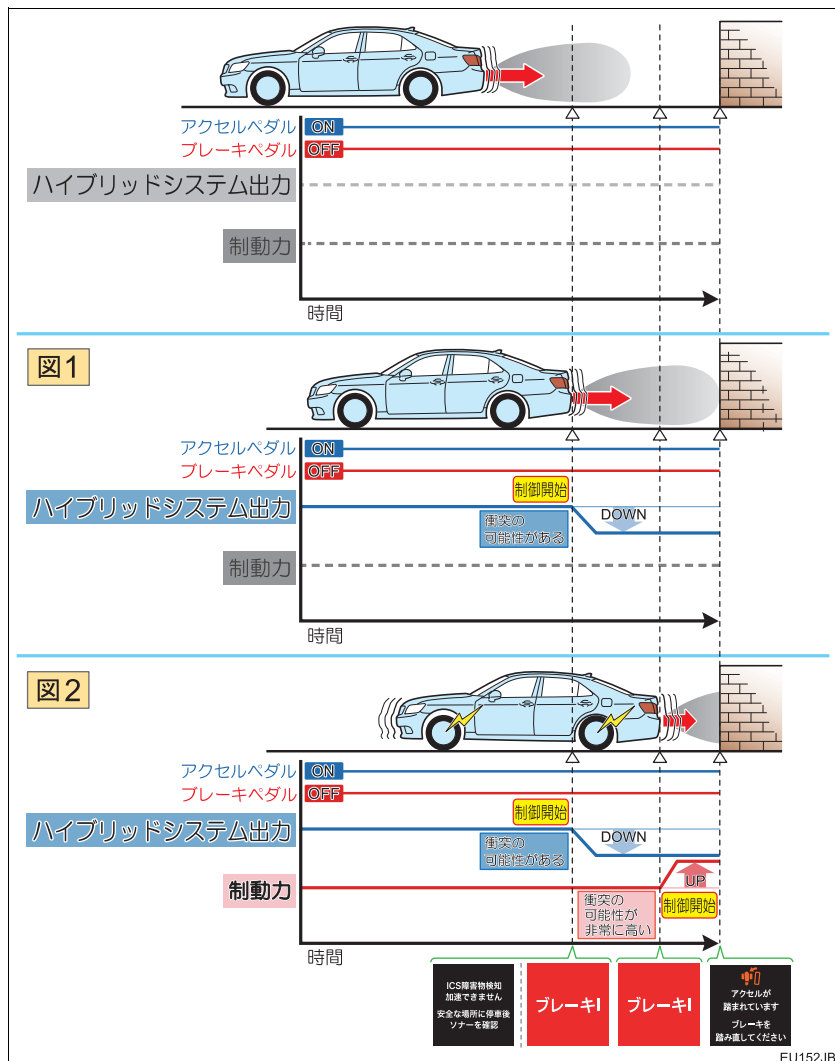 アクセルペダル ON
ブレーキペダル OFF
ハイブリッドシステム出力
制動力
時間
図1
アクセルペダル ON
ブレーキペダル OFF
制御開始
ハイブリッドシステム出力
衝突の
可能性がある
DOWN
制動力
時間
図2
アクセルペダル ON
ブレーキペダル OFF
制御開始
ハイブリッドシステム出力
衝突の
可能性がある
DOWN
制動力
UP
衝突の
可能性が
非常に高い
制御開始
時間
ICS障害物検知
加速できません
安全な場所に停車後
ソナーを確認
ブレーキ!
ブレーキ!
アクセルが
踏まれています
ブレーキを
踏み直してください
EU152JB